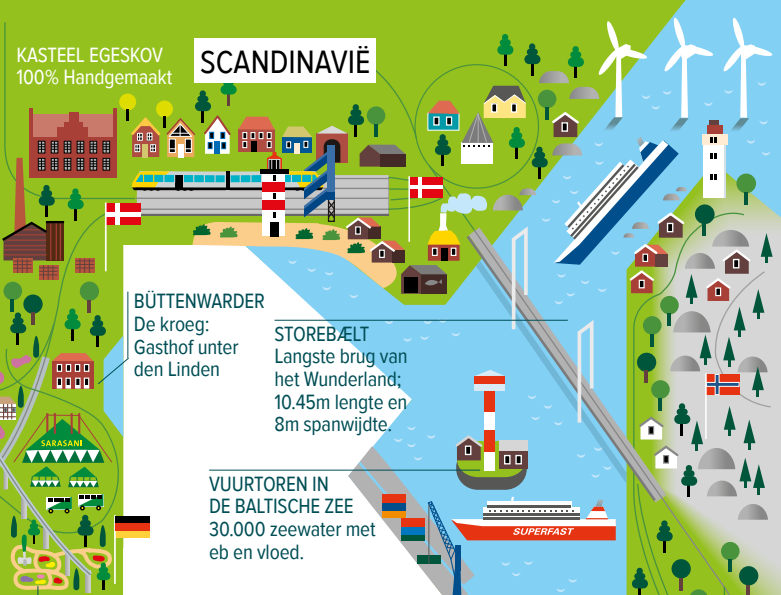 KASTEEL EGESKOV
100% Handgemaakt
SCANDINAVIË
BÜTTENWARDER
De kroeg:
Gasthof unter
den Linden
STOREBÆLT
Langste brug van
het Wunderland;
10.45m lengte en
8m spanwijdte.
SARASANI
VUURTOREN IN
DE BALTISCHE ZEE
30.000 zeewater met
eb en vloed.
SUPERFAST